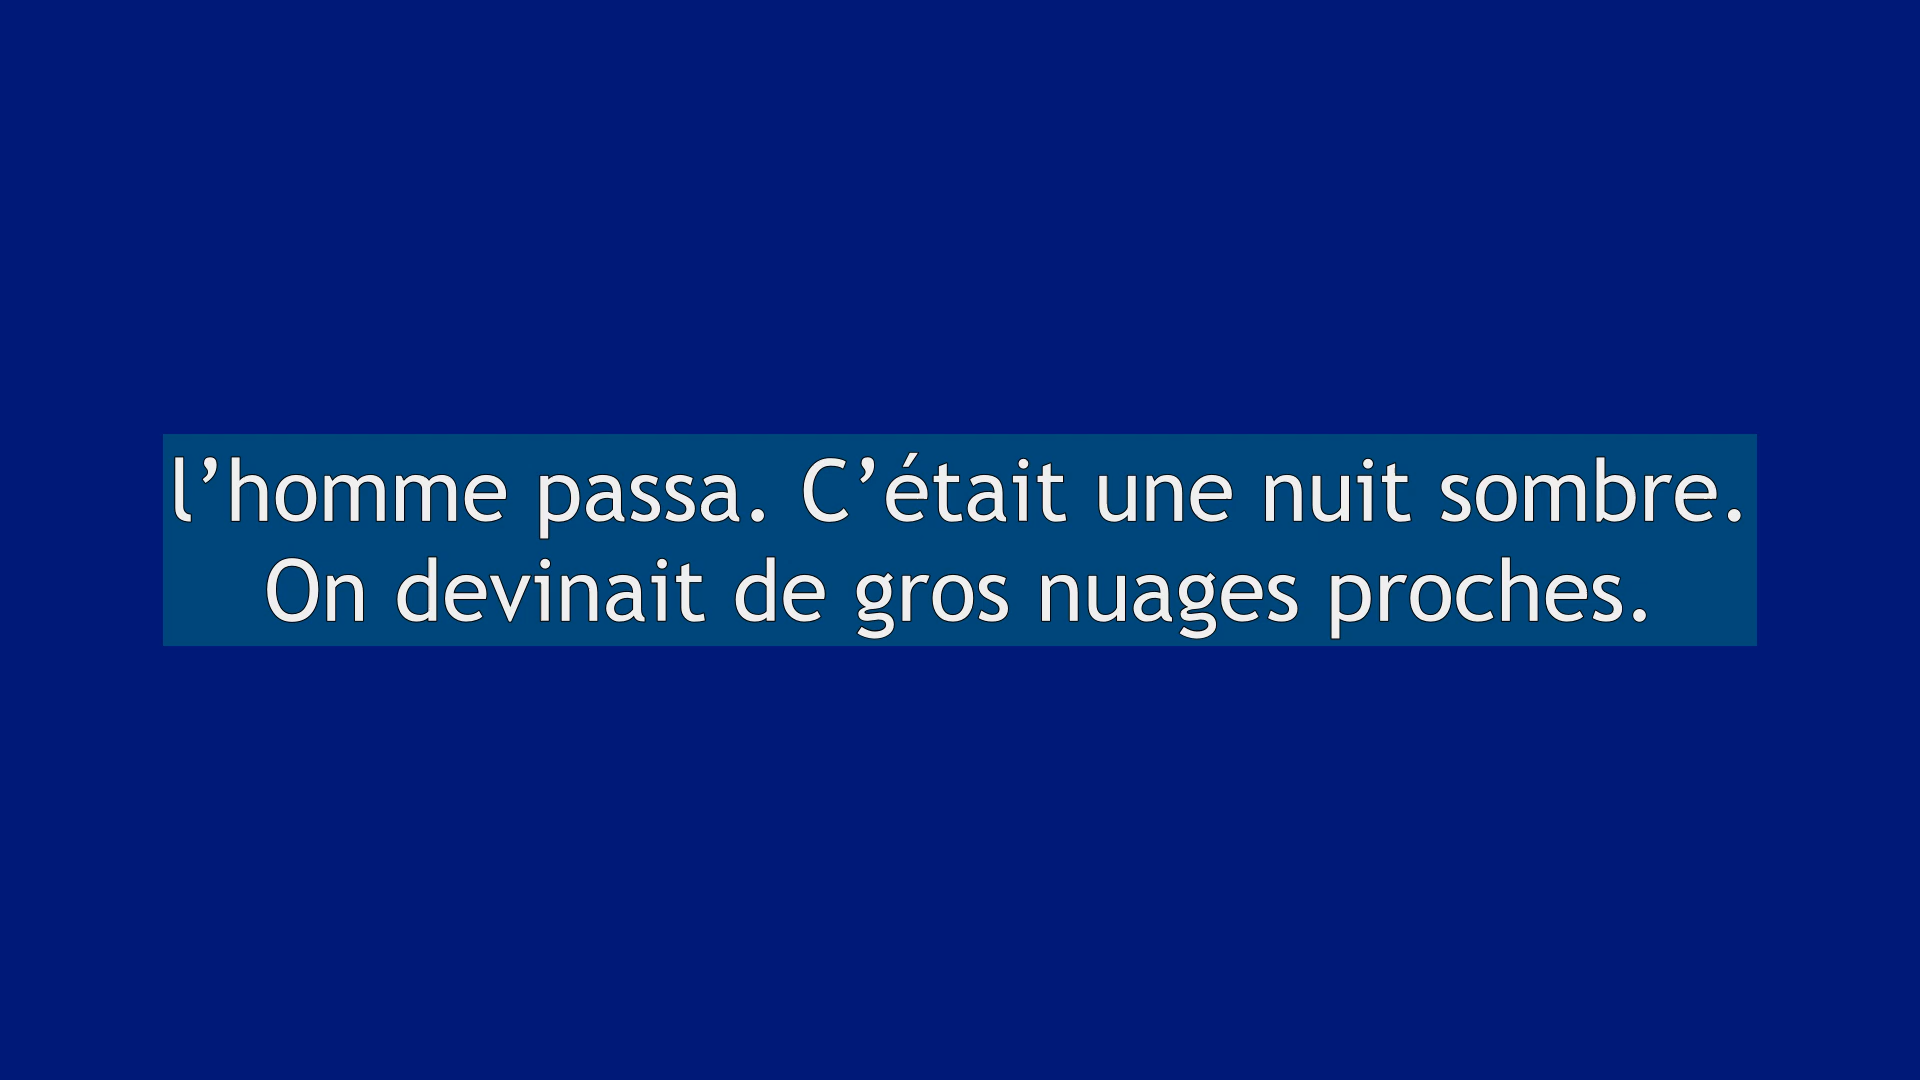 l’homme passa. C’était une nuit sombre.
On devinait de gros nuages proches.